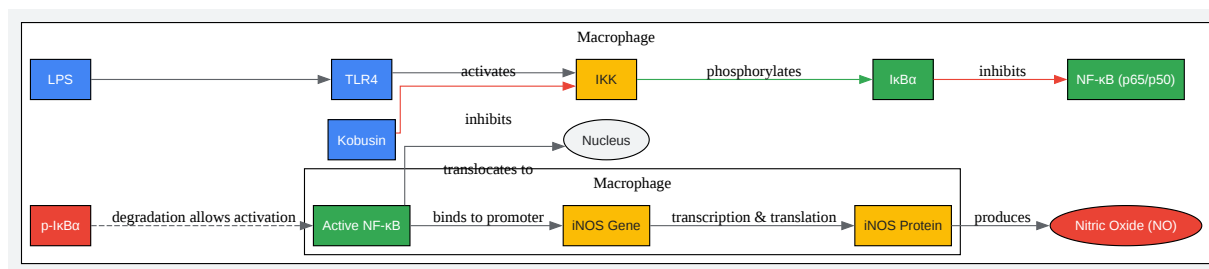 Macrophage
LPS
TLR4
activates
IKK
phosphorylates
IκBα
inhibits
NF-κB (p65/p50)
Kobusin
inhibits
Nucleus
translocates to
Macrophage
p-IκBα
degradation allows activation
Active NF-κB
binds to promoter
iNOS Gene
transcription & translation
iNOS Protein
produces
Nitric Oxide (NO)